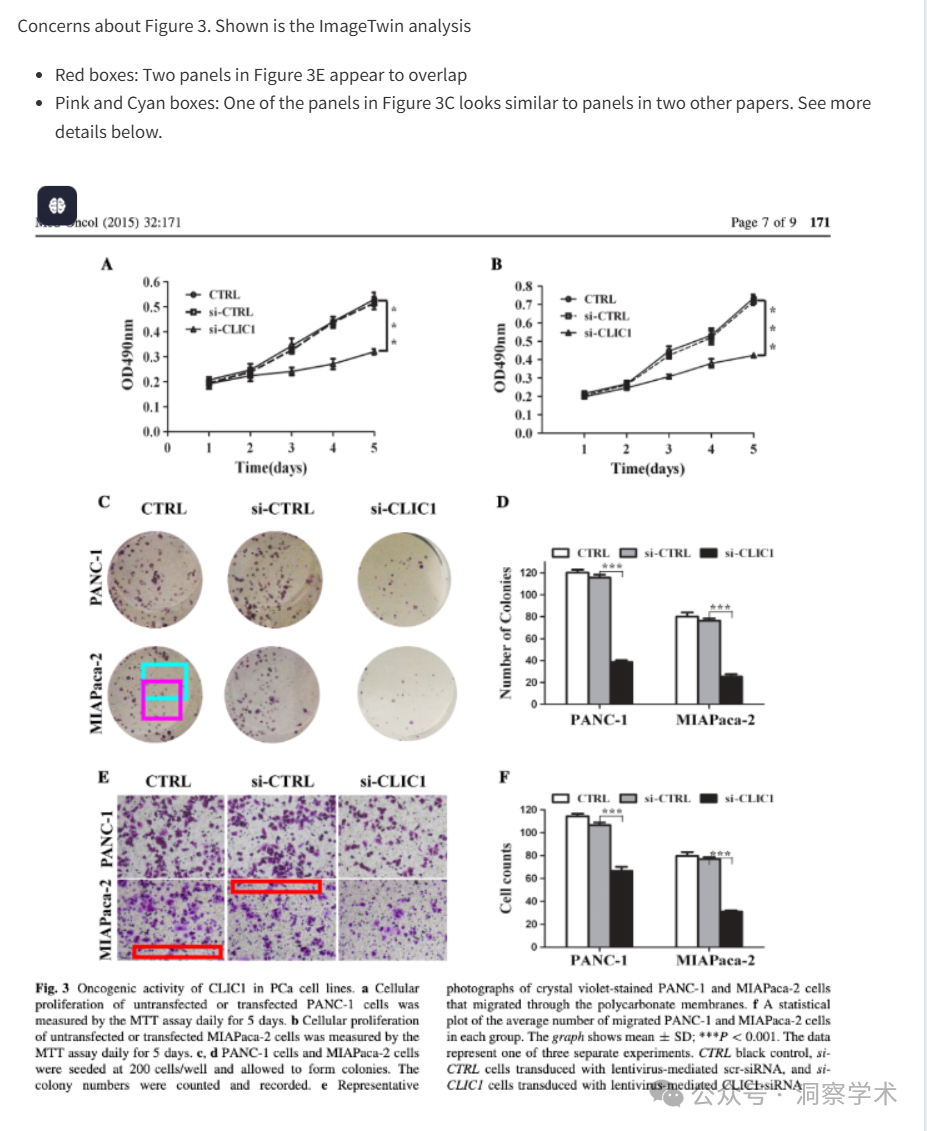 Concerns about Figure 3. Shown is the ImageTwin analysis
• Red boxes: Two panels in Figure 3E appear to overlap
• Pink and Cyan boxes: One of the panels in Figure 3C looks similar to panels in two other papers. See more
details below.
Oncol (2015) 32:171
Page 7 of 9 171
A
0.6
0.5
0.4
0.3
0.2
0.1
0.0
OD490nm
CTRL
si-CTRL
si-CLIC1
* * *
0 1 2 3 4 5
Time(days)
B
0.8
0.7
0.6
0.5
0.4
0.3
0.2
0.1
0.0
OD490nm
CTRL
si-CTRL
si-CLIC1
* * *
1 2 3 4 5
Time(days)
C
CTRL si-CTRL si-CLIC1
PANC-1
MIAPaca-2
D
CTRL si-CTRL si-CLIC1
Number of Colonies
120
100
80
60
40
20
0
***
***
PANC-1 MIAPaca-2
E
CTRL si-CTRL si-CLIC1
PANC-1
MIAPaca-2
F
CTRL si-CTRL si-CLIC1
Cell counts
120
100
80
60
40
20
0
***
***
PANC-1 MIAPaca-2
Fig. 3 Oncogenic activity of CLIC1 in PCa cell lines. a Cellular
proliferation of untransfected or transfected PANC-1 cells was
measured by the MTT assay daily for 5 days. b Cellular proliferation
of untransfected or transfected MIAPaca-2 cells was measured by the
MTT assay daily for 5 days. c, d PANC-1 cells and MIAPaca-2 cells
were seeded at 200 cells/well and allowed to form colonies. The
colony numbers were counted and recorded. e Representative
photographs of crystal violet-stained PANC-1 and MIAPaca-2 cells
that migrated through the polycarbonate membranes. f A statistical
plot of the average number of migrated PANC-1 and MIAPaca-2 cells
in each group. The graph shows mean ± SD; ***P < 0.001. The data
represent one of three separate experiments. CTRL black control, si-
CTRL cells transduced with lentivirus-mediated scr-siRNA, and si-
CLIC1 cells transduced with lentivirus-mediated CLIC1-siRNA
公众号 · 洞察学术